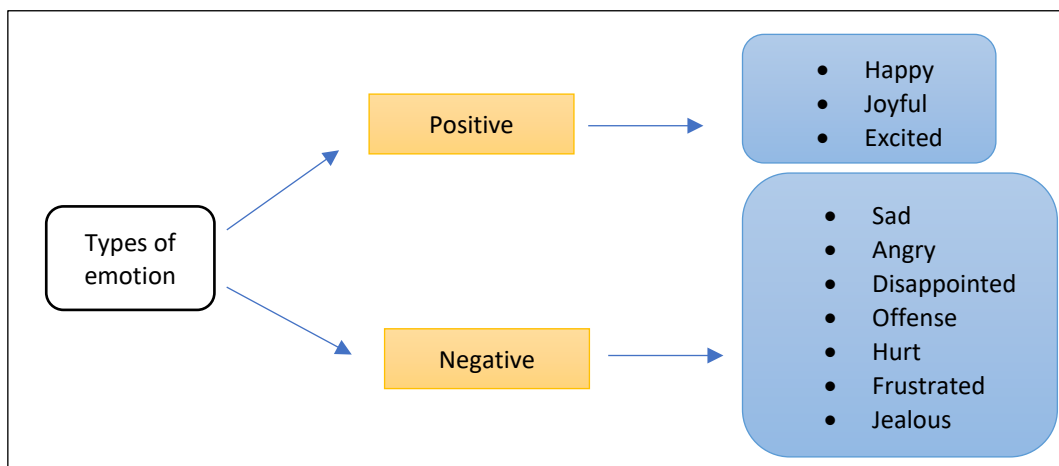 Types of
emotion
Positive
• Happy
• Joyful
• Excited
Negative
• Sad
• Angry
• Disappointed
• Offense
• Hurt
• Frustrated
• Jealous